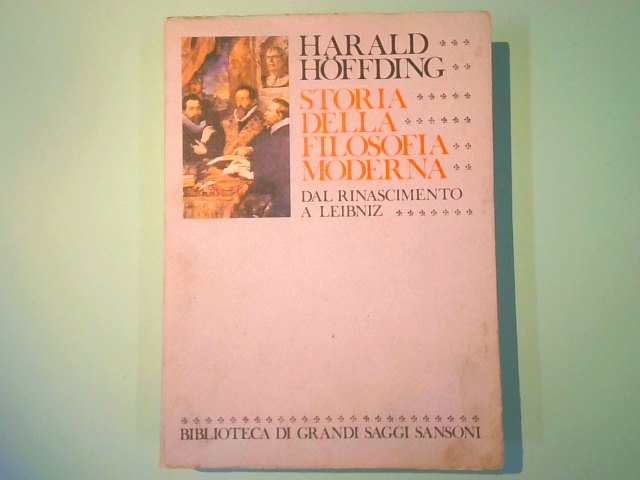 HARALD
HÖFFDING
STORIA
DELLA
FILOSOFIA
MODERNA
DAL RINASCIMENTO
A LEIBNIZ
BIBLIOTECA DI GRANDI SAGGI SANSONI